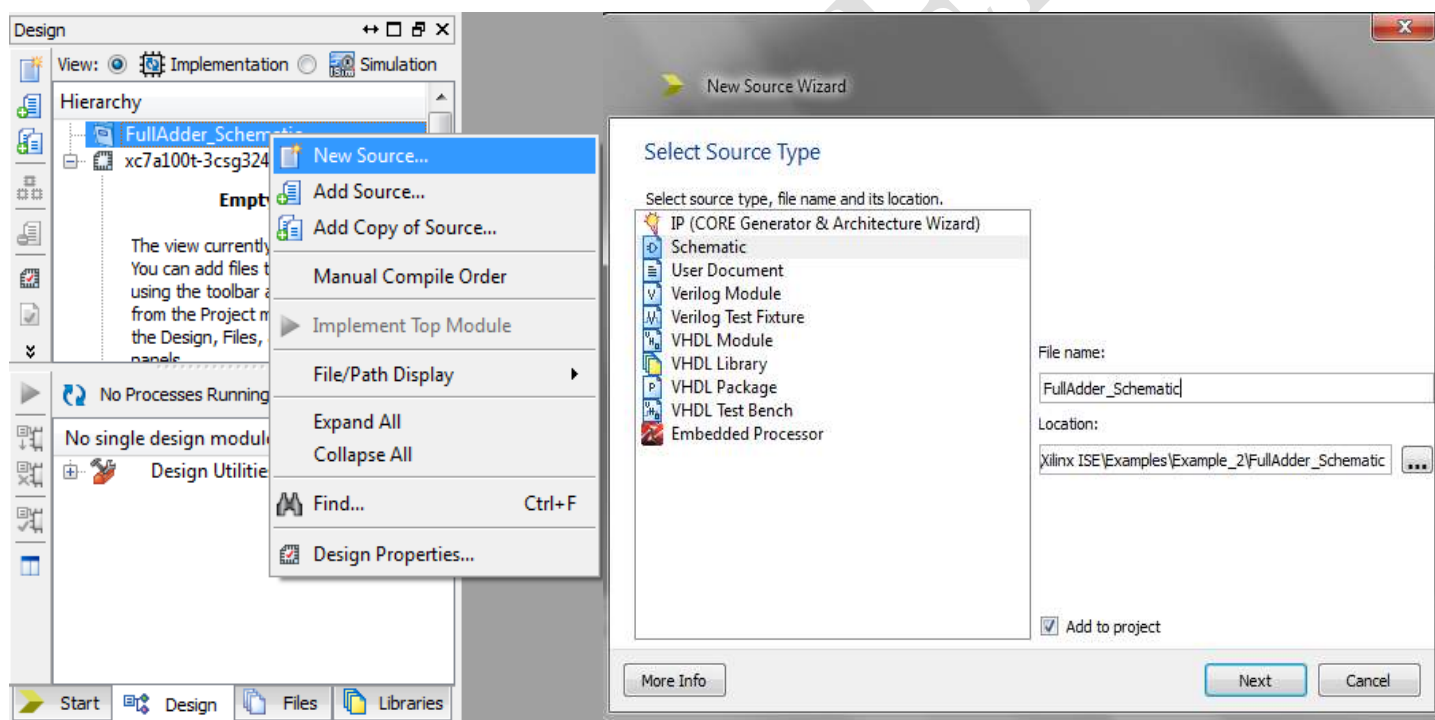 Design
View: Implementation Simulation
Hierarchy
FullAdder_Schematic
xc7a100t-3csg324
Empty
The view currently
You can add files t
using the toolbar a
from the Project m
the Design, Files,
panels
No Processes Running
No single design modul
Design Utilitie
Start Design Files Libraries
New Source...
Add Source...
Add Copy of Source...
Manual Compile Order
Implement Top Module
File/Path Display
Expand All
Collapse All
Find... Ctrl+F
Design Properties...
New Source Wizard
Select Source Type
Select source type, file name and its location.
IP (CORE Generator & Architecture Wizard)
Schematic
User Document
Verilog Module
Verilog Test Fixture
VHDL Module
VHDL Library
VHDL Package
VHDL Test Bench
Embedded Processor
File name:
FullAdder_Schematic
Location:
Xilinx ISE\Examples\Example_2\FullAdder_Schematic ...
Add to project
More Info Next Cancel